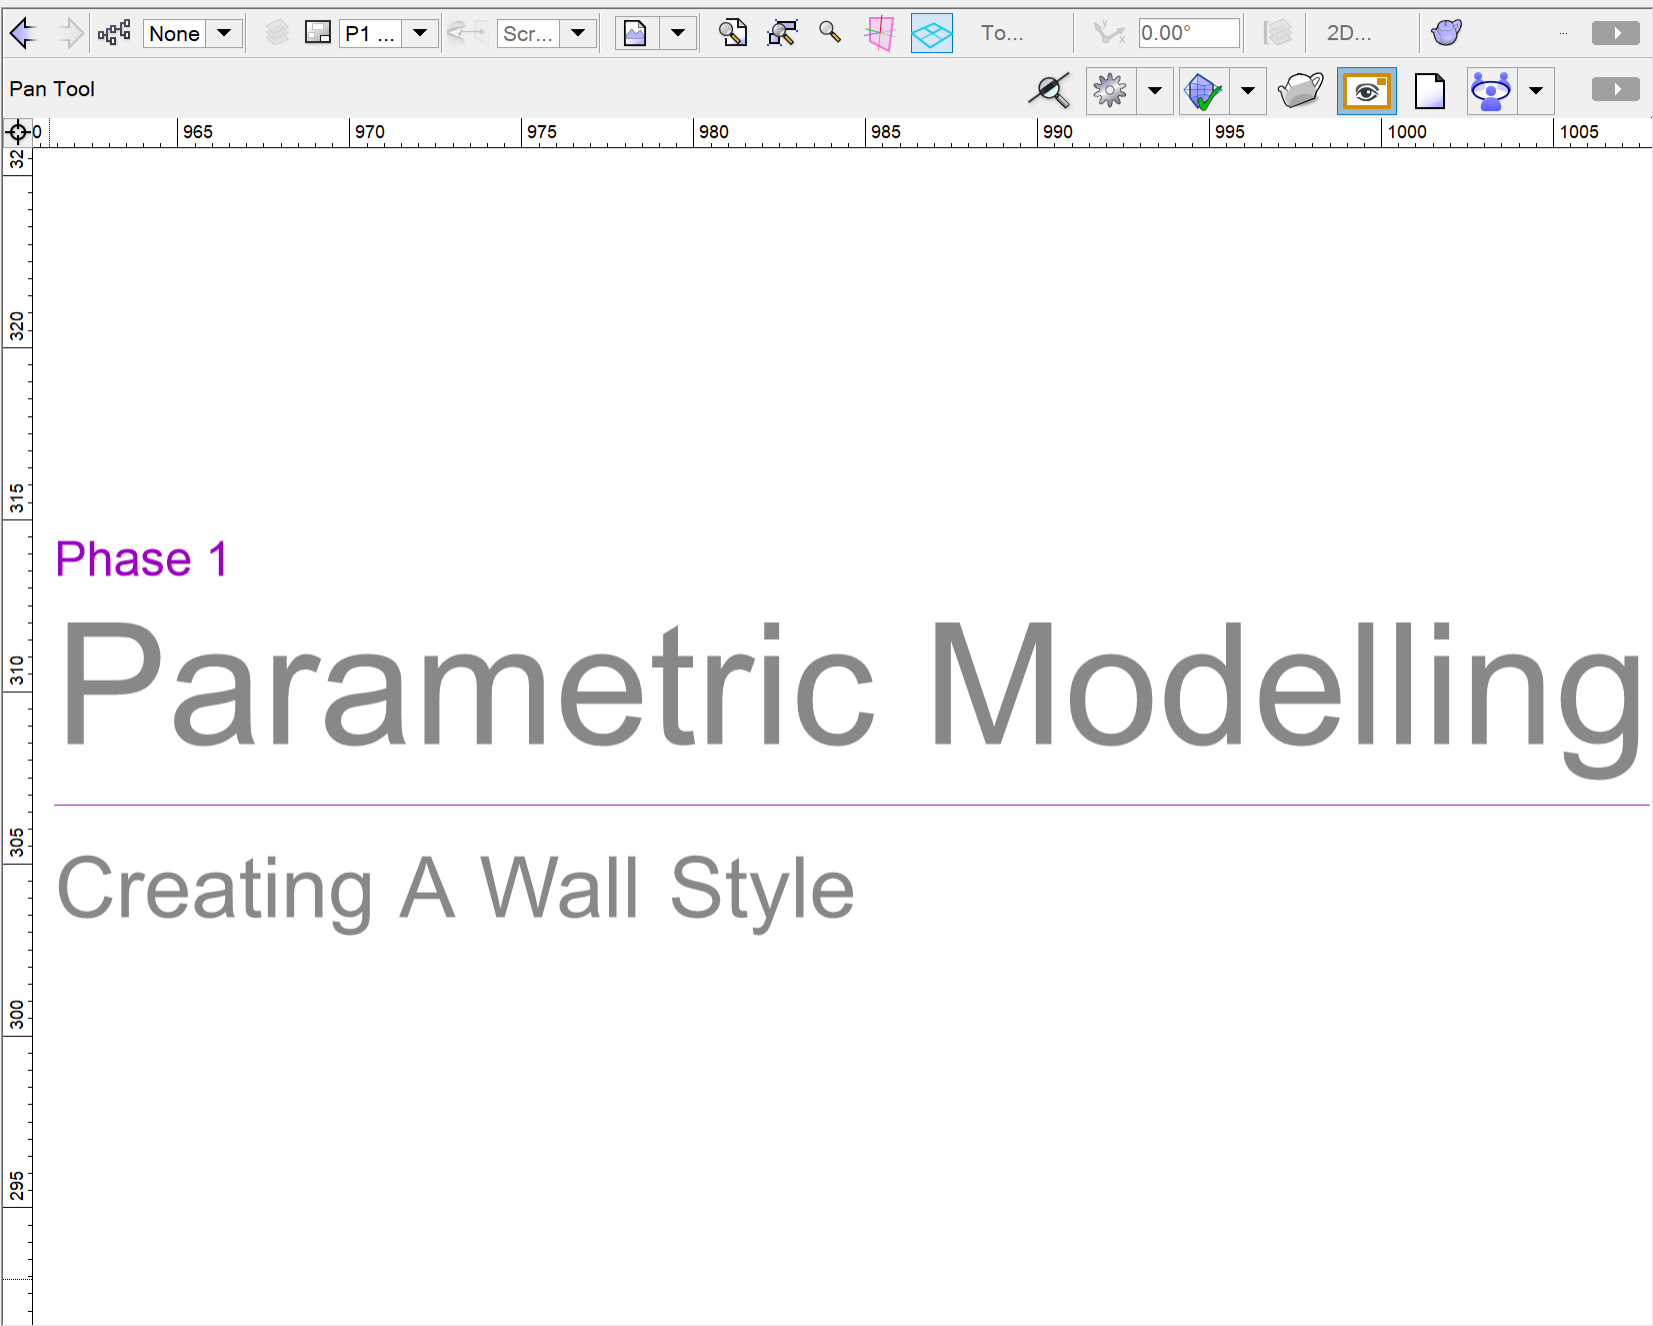 None P1 ... Scr... To... 0.00° 2D... ...
Pan Tool
0 965 970 975 980 985 990 995 1000 1005
32
320
315
Phase 1
310
Parametric Modelling
305
Creating A Wall Style
300
295